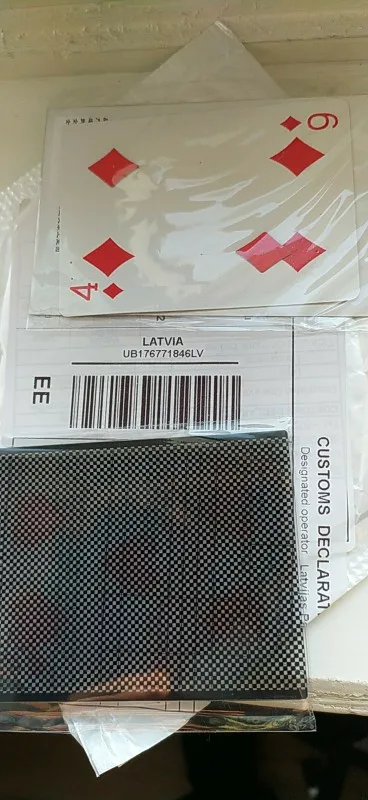 6
4
LATVIA
UB176771846LV
EE
CUSTOMS DECLARAT
Designated operator Latvijas P